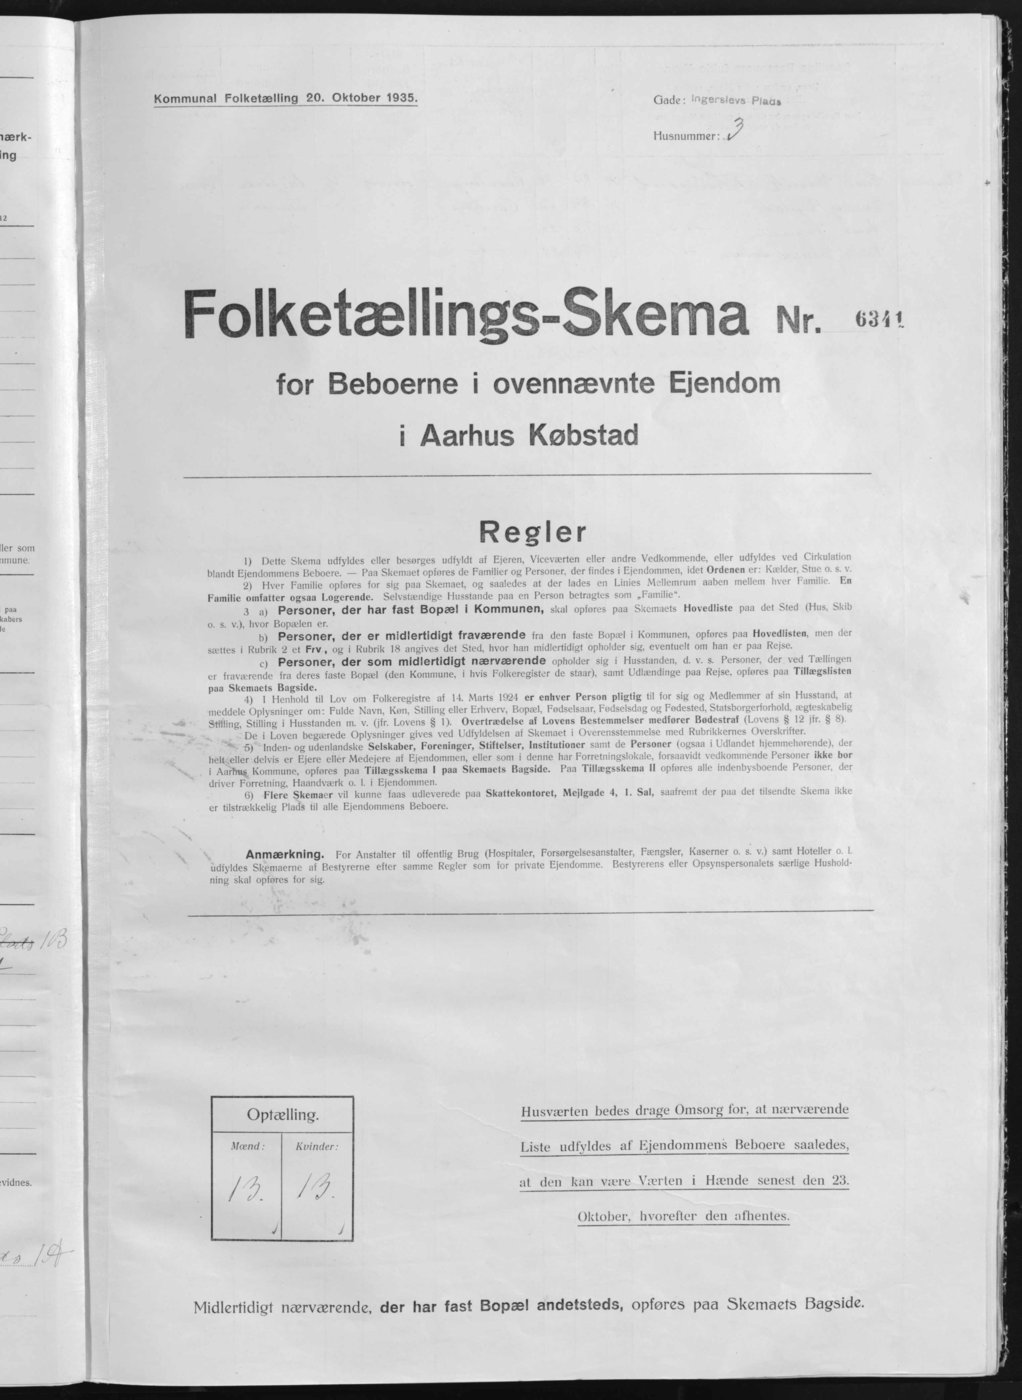 ærk-
ing
12
ller som
mmune.
paa
kabers
le
Plads 1B
vidnes.
ds 1A
Kommunal Folketælling 20. Oktober 1935.
Gade: Ingerslevs Plads
Husnummer: 3
Folketællings-Skema Nr. 6341
for Beboerne i ovennævnte Ejendom
i Aarhus Købstad
Regler
1) Dette Skema udfyldes eller besørges udfyldt af Ejeren, Viceværten eller andre Vedkommende, eller udfyldes ved Cirkulation
blandt Ejendommens Beboere. — Paa Skemaet opføres de Familier og Personer, der findes i Ejendommen, idet Ordenen er: Kælder, Stue o. s. v.
2) Hver Familie opføres for sig paa Skemaet, og saaledes at der lades en Linies Mellemrum aaben mellem hver Familie. En
Familie omfatter ogsaa Logerende. Selvstændige Husstande paa en Person betragtes som „Familie".
3 a) Personer, der har fast Bopæl i Kommunen, skal opføres paa Skemaets Hovedliste paa det Sted (Hus, Skib
o. s. v.), hvor Bopælen er.
b) Personer, der er midlertidigt fraværende fra den faste Bopæl i Kommunen, opføres paa Hovedlisten, men der
sættes i Rubrik 2 et Frv., og i Rubrik 18 angives det Sted, hvor han midlertidigt opholder sig, eventuelt om han er paa Rejse.
c) Personer, der som midlertidigt nærværende opholder sig i Husstanden, d. v. s. Personer, der ved Tællingen
er fraværende fra deres faste Bopæl (den Kommune, i hvis Folkeregister de staar), samt Udlændinge paa Rejse, opføres paa Tillægslisten
paa Skemaets Bagside.
4) I Henhold til Lov om Folkeregistre af 14. Marts 1924 er enhver Person pligtig til for sig og Medlemmer af sin Husstand, at
meddele Oplysninger om: Fulde Navn, Køn, Stilling eller Erhverv, Bopæl, Fødselsaar, Fødselsdag og Fødested, Statsborgerforhold, ægteskabelig
Stilling, Stilling i Husstanden m. v. (jfr. Lovens § 1). Overtrædelse af Lovens Bestemmelser medfører Bødestraf (Lovens § 12 jfr. § 8).
De i Loven begærede Oplysninger gives ved Udfyldelsen af Skemaet i Overensstemmelse med Rubrikkernes Overskrifter.
5) Inden- og udenlandske Selskaber, Foreninger, Stiftelser, Institutioner samt de Personer (ogsaa i Udlandet hjemmehørende), der
helt eller delvis er Ejere eller Medejere af Ejendommen, eller som i denne har Forretningslokale, forsaavidt vedkommende Personer ikke bor
i Aarhus Kommune, opføres paa Tillægsskema I paa Skemaets Bagside. Paa Tillægsskema II opføres alle indenbysboende Personer, der
driver Forretning, Haandværk o. l. i Ejendommen.
6) Flere Skemaer vil kunne faas udleverede paa Skattekontoret, Mejlgade 4, 1. Sal, saafremt der paa det tilsendte Skema ikke
er tilstrækkelig Plads til alle Ejendommens Beboere.
Anmærkning. For Anstalter til offentlig Brug (Hospitaler, Forsørgelsesanstalter, Fængsler, Kaserner o. s. v.) samt Hoteller o. l.
udfyldes Skemaerne af Bestyrerne efter samme Regler som for private Ejendomme. Bestyrerens eller Opsynspersonalets særlige Hushold-
ning skal opføres for sig.
Optælling.
Mænd: Kvinder:
13. 13.
Husværten bedes drage Omsorg for, at nærværende
Liste udfyldes af Ejendommens Beboere saaledes,
at den kan være Værten i Hænde senest den 23.
Oktober, hvorefter den afhentes.
Midlertidigt nærværende, der har fast Bopæl andetsteds, opføres paa Skemaets Bagside.